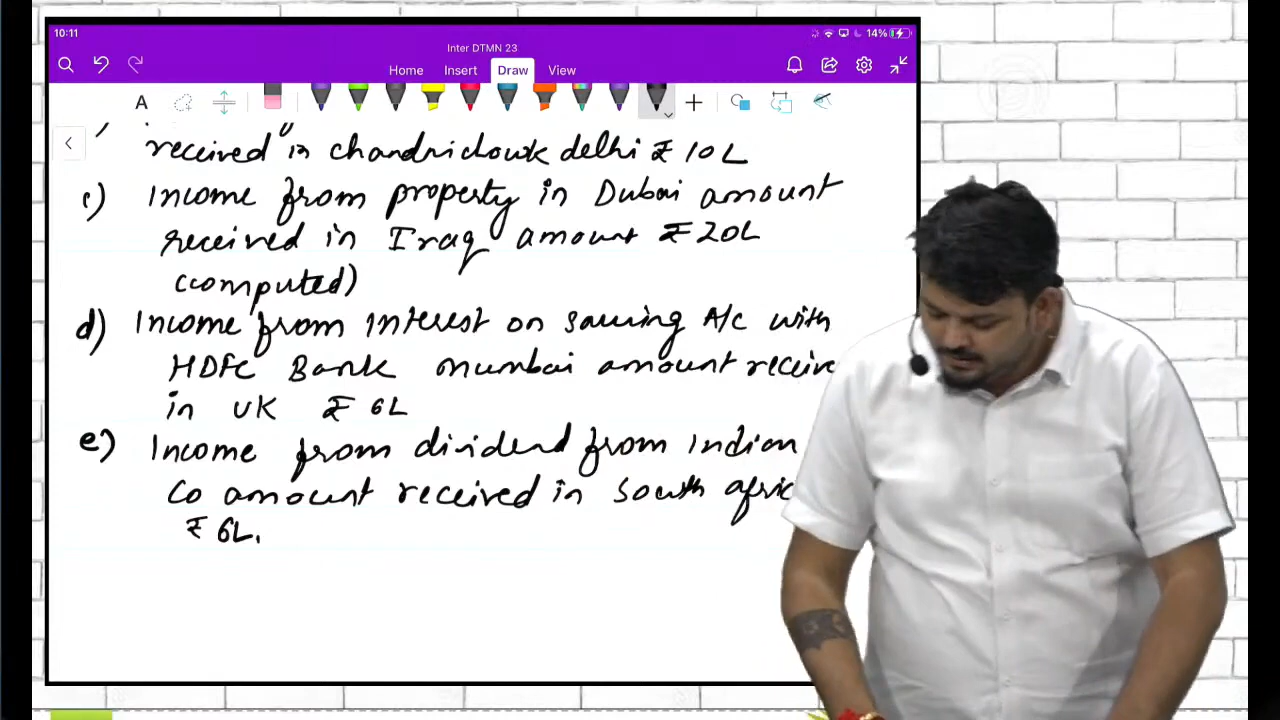 10:11
14%
Inter DTMN 23
Home Insert Draw View
A
received in chandnichowk delhi ₹ 10L
c) Income from property in Dubai amount
received in Iraq amount ₹ 20L
(computed)
d) Income from interest on saving A/c with
HDFC Bank mumbai amount receive
in UK ₹ 6L
e) Income from dividend from Indian
Co amount received in south afric
₹ 6L.